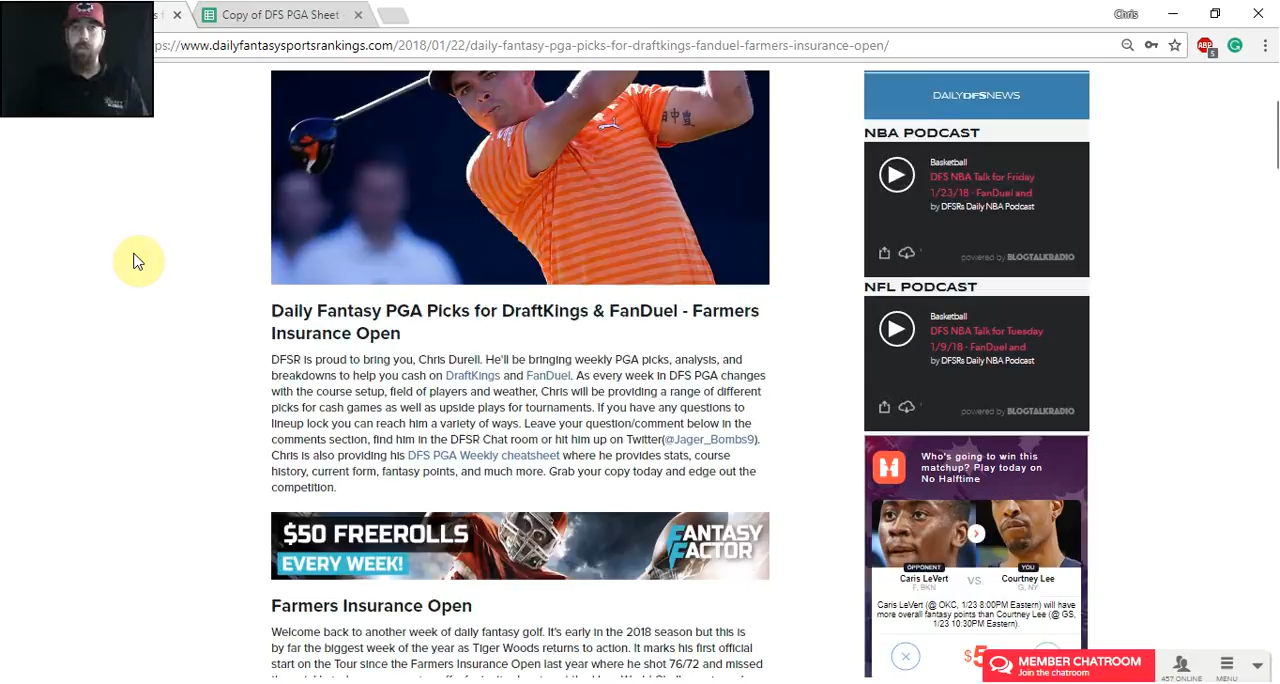 Copy of DFS PGA Sheet
Chris
ps://www.dailyfantasysportsrankings.com/2018/01/22/daily-fantasy-pga-picks-for-draftkings-fanduel-farmers-insurance-open/
ABP
5
Daily Fantasy PGA Picks for DraftKings & FanDuel - Farmers
Insurance Open
DFSR is proud to bring you, Chris Durell. He'll be bringing weekly PGA picks, analysis, and
breakdowns to help you cash on DraftKings and FanDuel. As every week in DFS PGA changes
with the course setup, field of players and weather, Chris will be providing a range of different
picks for cash games as well as upside plays for tournaments. If you have any questions to
lineup lock you can reach him a variety of ways. Leave your question/comment below in the
comments section, find him in the DFSR Chat room or hit him up on Twitter(@Jager_Bombs9).
Chris is also providing his DFS PGA Weekly cheatsheet where he provides stats, course
history, current form, fantasy points, and much more. Grab your copy today and edge out the
competition.
$50 FREEROLLS
EVERY WEEK!
FANTASY
FACTOR
Farmers Insurance Open
Welcome back to another week of daily fantasy golf. It's early in the 2018 season but this is
by far the biggest week of the year as Tiger Woods returns to action. It marks his first official
start on the Tour since the Farmers Insurance Open last year where he shot 76/72 and missed
DAILYDFSNEWS
NBA PODCAST
Basketball
DFS NBA Talk for Friday
1/23/18 - FanDuel and
by DFSRs Daily NBA Podcast
powered by BLOGTALKRADIO
NFL PODCAST
Basketball
DFS NBA Talk for Tuesday
1/9/18 - FanDuel and
by DFSRs Daily NBA Podcast
powered by BLOGTALKRADIO
Who's going to win this
matchup? Play today on
No Halftime
OPPONENT
YOU
Caris LeVert
VS.
Courtney Lee
F, BKN
G, NY
Caris LeVert (@ OKC, 1/23 8:00PM Eastern) will have
more overall fantasy points than Courtney Lee (@ GS,
1/23 10:30PM Eastern).
$5
MEMBER CHATROOM
Join the chatroom
457 ONLINE
MENU